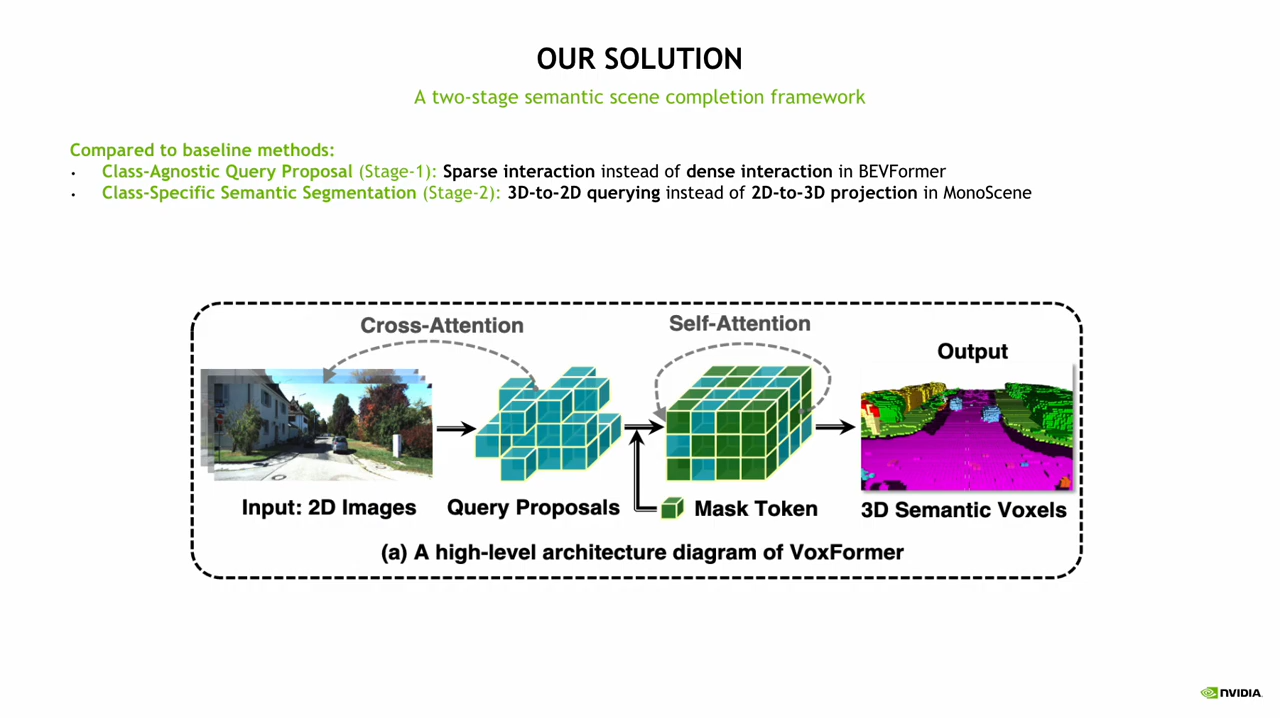 OUR SOLUTION
A two-stage semantic scene completion framework
Compared to baseline methods:
• Class-Agnostic Query Proposal (Stage-1): Sparse interaction instead of dense interaction in BEVFormer
• Class-Specific Semantic Segmentation (Stage-2): 3D-to-2D querying instead of 2D-to-3D projection in MonoScene
Cross-Attention
Self-Attention
Output
Input: 2D Images
Query Proposals
Mask Token
3D Semantic Voxels
(a) A high-level architecture diagram of VoxFormer
NVIDIA